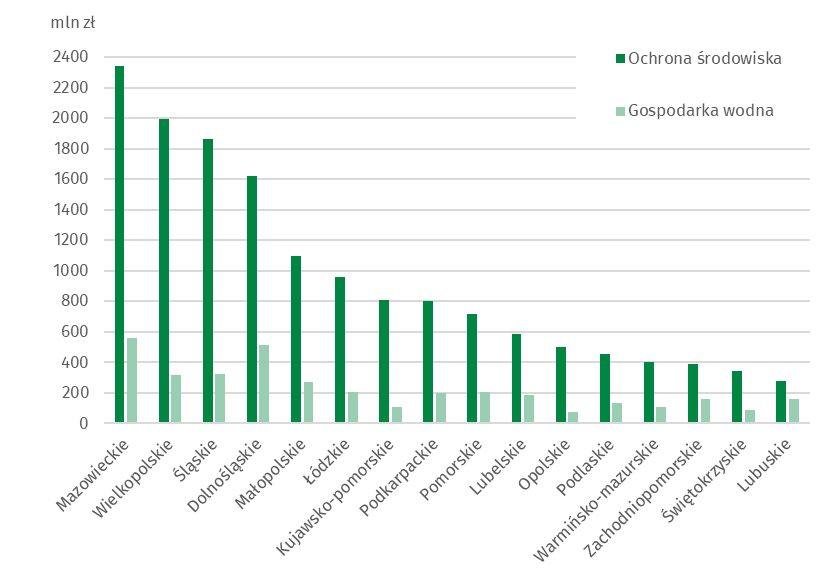 mln zł
2400
2200
2000
1800
1600
1400
1200
1000
800
600
400
200
0
Ochrona środowiska
Gospodarka wodna
Mazowieckie
Wielkopolskie
Śląskie
Dolnośląskie
Małopolskie
Łódzkie
Kujawsko-pomorskie
Podkarpackie
Pomorskie
Lubelskie
Opolskie
Podlaskie
Warmińsko-mazurskie
Zachodniopomorskie
Świętokrzyskie
Lubuskie